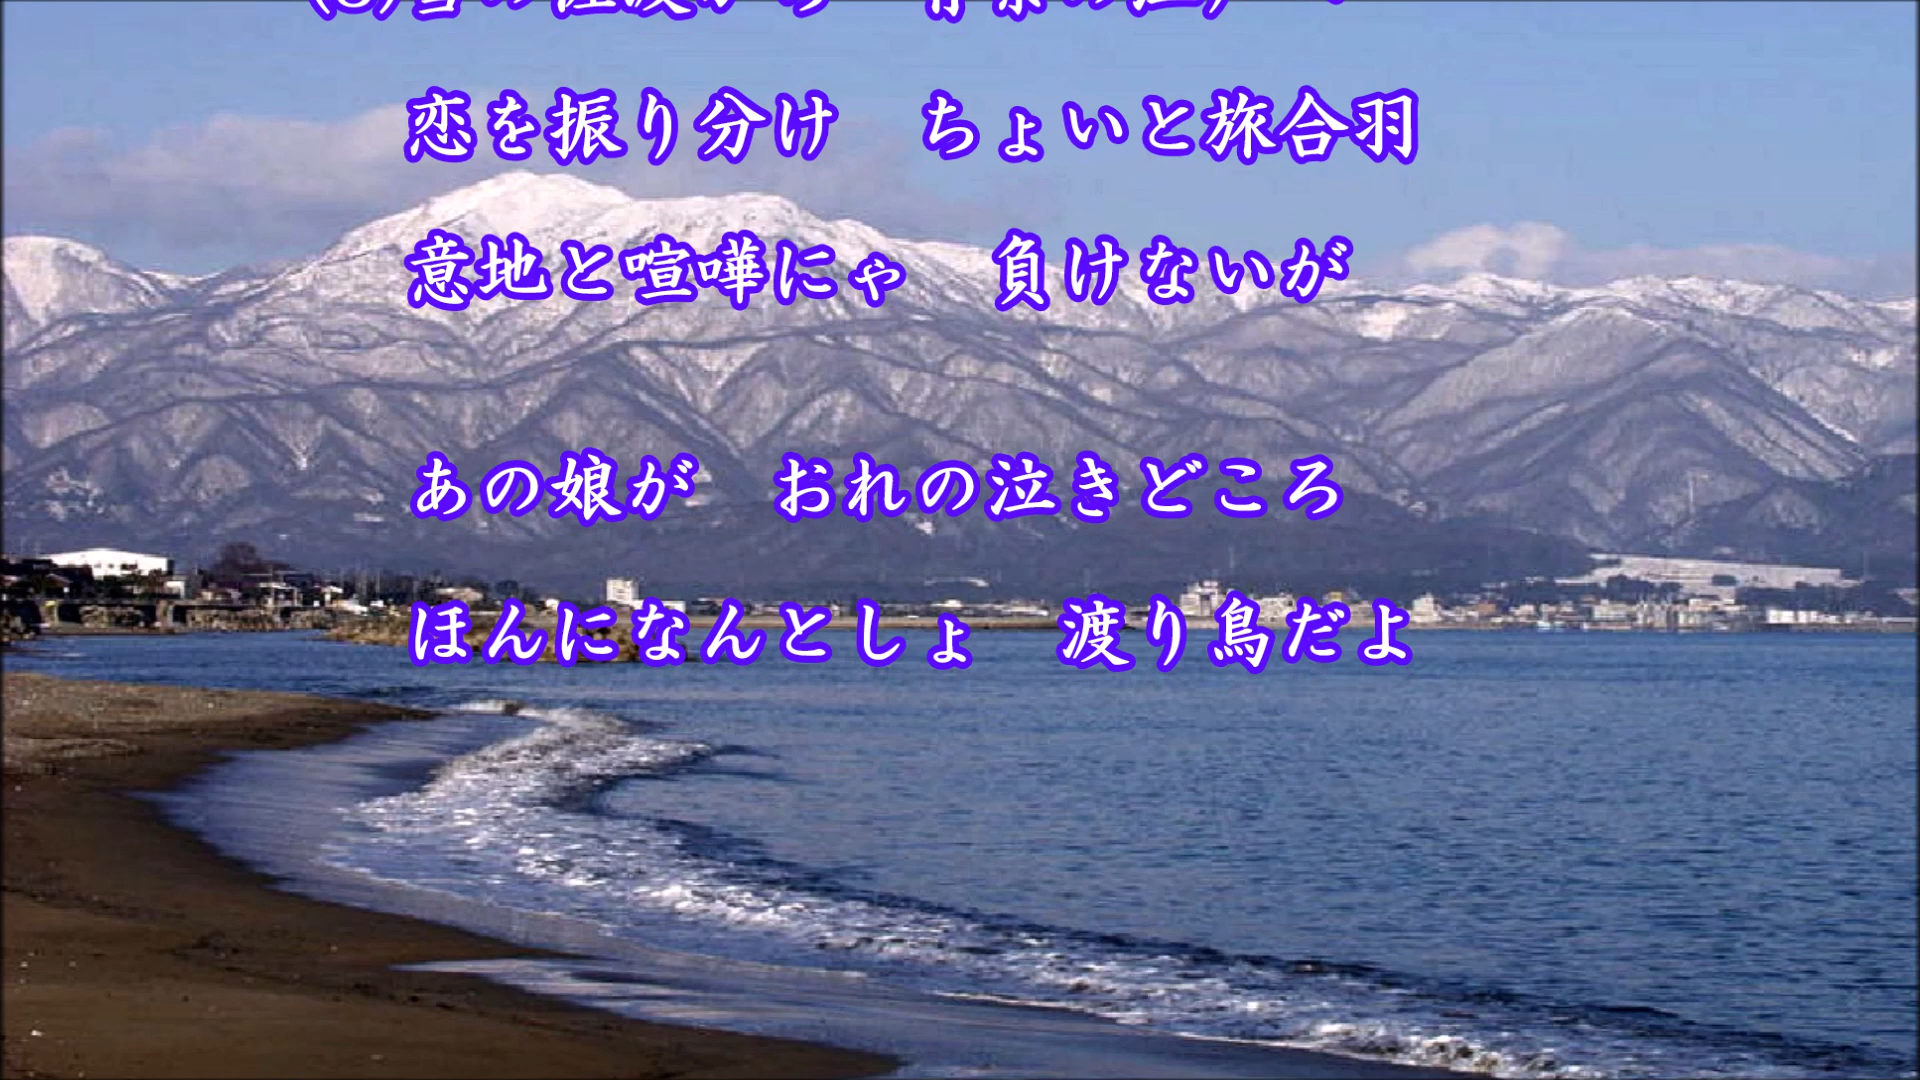 恋を振り分け　ちょいと旅合羽
意地と喧嘩にゃ　負けないが
あの娘が　おれの泣きどころ
ほんになんとしょ　渡り鳥だよ